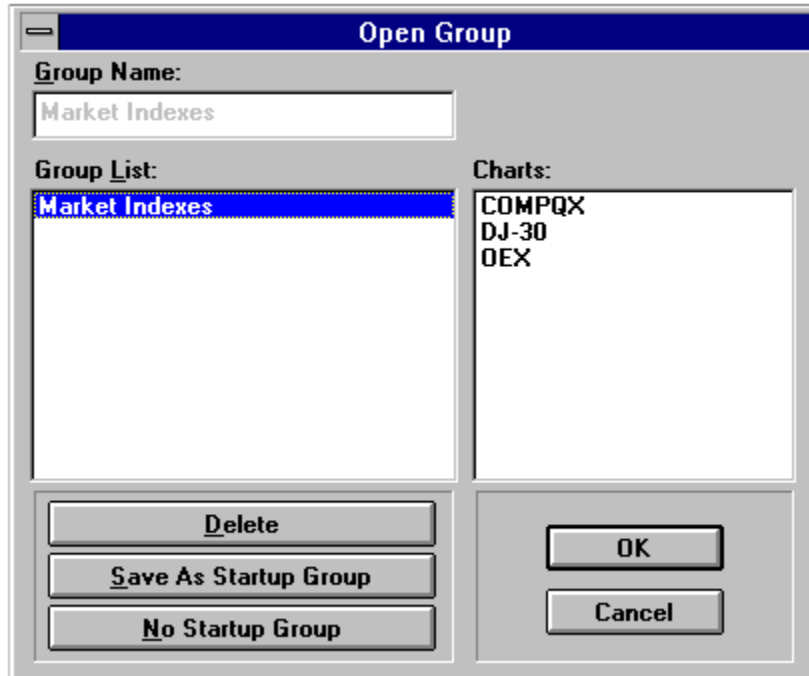 Open Group
Group Name:
Market Indexes
Group List:
Market Indexes
Charts:
COMPQX
DJ-30
OEX
Delete
Save As Startup Group
No Startup Group
OK
Cancel